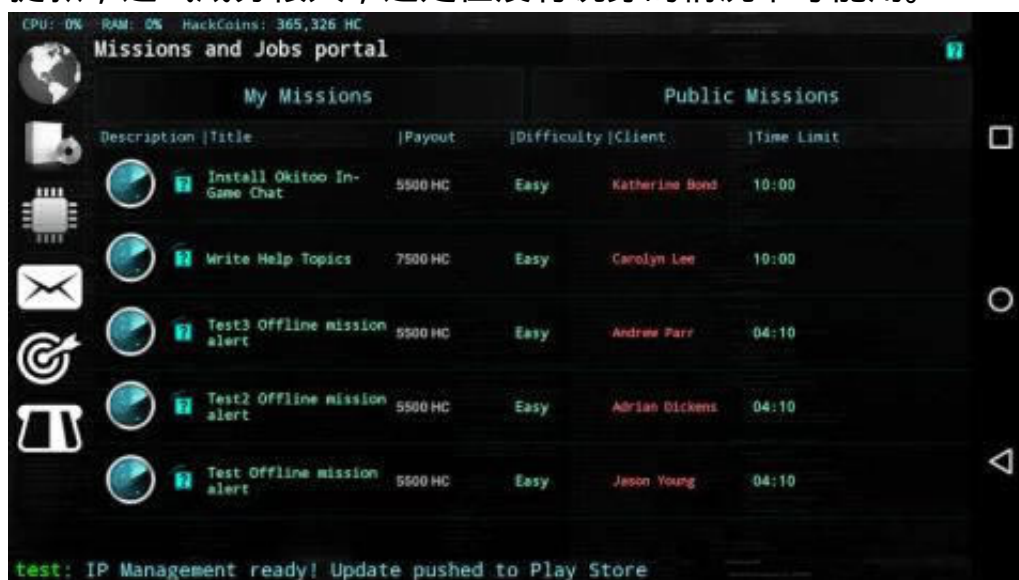 CPU: 0% RAM: 0% HackCoins: 365,326 HC
Missions and Jobs portal
?
My Missions Public Missions
Description |Title |Payout |Difficulty |Client |Time Limit
? Install Okitoo In-Game Chat 5500 HC Easy Katherine Bond 10:00
? Write Help Topics 7500 HC Easy Carolyn Lee 10:00
? Test3 Offline mission alert 5500 HC Easy Andrew Parr 04:10
? Test2 Offline mission alert 5500 HC Easy Adrian Dickens 04:10
? Test Offline mission alert 5500 HC Easy Jason Young 04:10
test: IP Management ready! Update pushed to Play Store